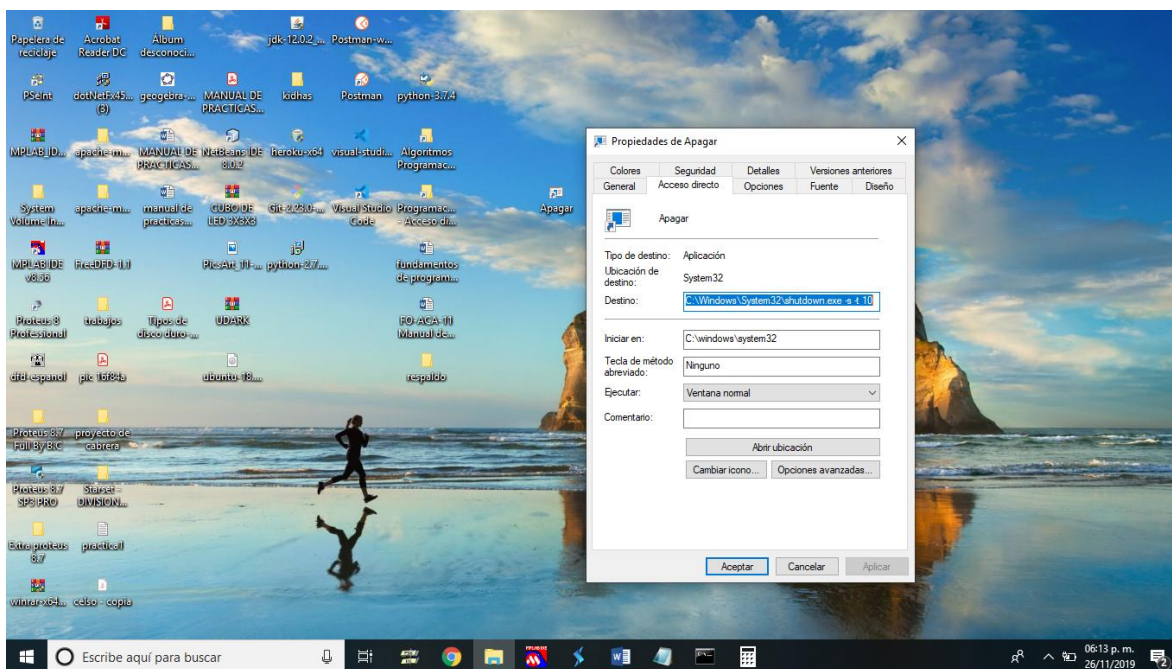 Papelera de
reciclaje
Acrobat
Reader DC
Álbum
desconoci...
jdk-12.0.2_...
Postman-w...
PSeInt
dotNetFx45...
(3)
geogebra-...
MANUAL DE
PRACTICAS...
kidhas
Postman
python-3.7.4
MPLAB_ID...
apache-m...
MANUAL DE
PRACTICAS...
NetBeans IDE
8.0.2
heroku-x64
visual-studi...
Algoritmos
Programac...
System
Volume In...
apache-m...
manual de
practicas...
CUBO DE
LED 3X3X3
Git-2.23.0-...
Visual Studio
Code
Programac...
- Acceso di...
Apagar
MPLAB IDE
v8.56
FreeDFD-1.1
PicsArt_11-...
python-2.7....
fundamentos
de program...
Proteus 8
Professional
trabajos
Tipos de
disco duro-...
UDARK
FO-ACA-11
Manual de...
dfd-espanol
pic 16f84a
ubuntu-18....
respaldo
Proteus 8.7
Full By B.C
proyecto de
cabrera
Proteus 8.7
SP3 PRO
Starset -
DIVISION...
Extra proteus
8.7
practica11
winrar-x64...
celso - copia
Propiedades de Apagar
Colores Seguridad Detalles Versiones anteriores
General Acceso directo Opciones Fuente Diseño
Apagar
Tipo de destino: Aplicación
Ubicación de
destino:
System32
Destino: C:\Windows\System32\shutdown.exe -s -t 10
Iniciar en: C:\windows\system32
Tecla de método
abreviado:
Ninguno
Ejecutar: Ventana normal
Comentario:
Abrir ubicación
Cambiar icono... Opciones avanzadas...
Aceptar Cancelar Aplicar
Escribe aquí para buscar
06:13 p. m.
26/11/2019